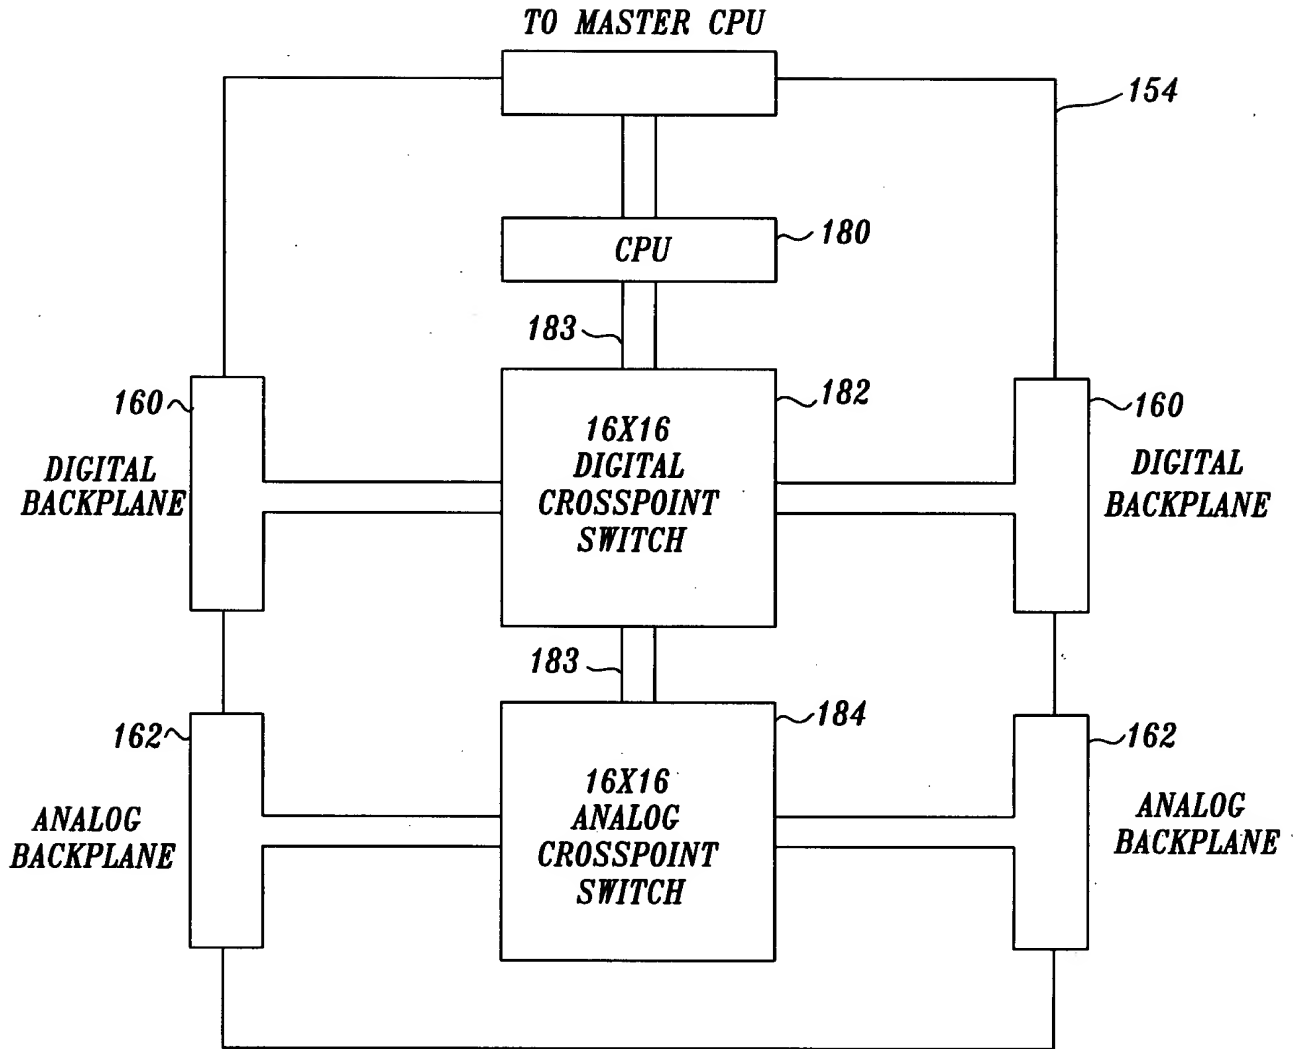 TO MASTER CPU
154
CPU
180
183
160
DIGITAL
BACKPLANE
16X16
DIGITAL
CROSSPOINT
SWITCH
182
160
DIGITAL
BACKPLANE
183
162
ANALOG
BACKPLANE
16X16
ANALOG
CROSSPOINT
SWITCH
184
162
ANALOG
BACKPLANE